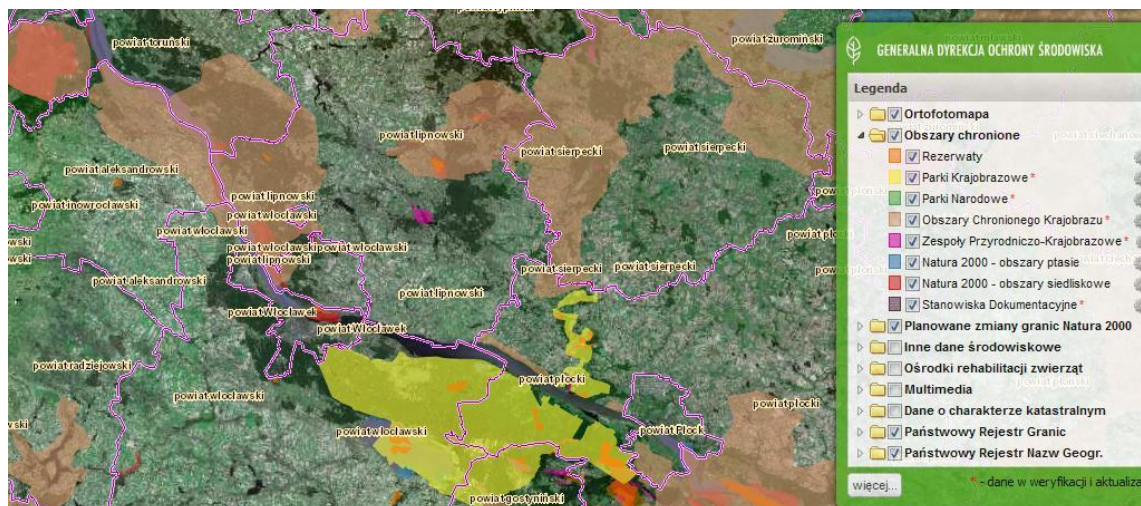 powiat toruński
powiat żuromiński
powiat lipnowski
powiat sierpecki
powiat sierpecki
powiat aleksandrowski
powiat inowrocławski
powiat lipnowski
powiat włocławski
powiat włocławski
powiat włocławski
powiat włocławski
powiat lipnowski
powiat sierpecki
powiat sierpecki
powiat aleksandrowski
powiat lipnowski
powiat Włocławek
powiat Włocławek
powiat radziejowski
powiat włocławski
powiat płocki
powiat płocki
powiat włocławski
powiat Płock
powiat gostyniński
GENERALNA DYREKCJA OCHRONY ŚRODOWISKA
Legenda
Ortofotomapa
Obszary chronione
Rezerwaty
Parki Krajobrazowe *
Parki Narodowe *
Obszary Chronionego Krajobrazu *
Zespoły Przyrodniczo-Krajobrazowe *
Natura 2000 - obszary ptasie
Natura 2000 - obszary siedliskowe
Stanowiska Dokumentacyjne *
Planowane zmiany granic Natura 2000
Inne dane środowiskowe
Ośrodki rehabilitacji zwierząt
Multimedia
Dane o charakterze katastralnym
Państwowy Rejestr Granic
Państwowy Rejestr Nazw Geogr.
więcej...
* - dane w weryfikacji i aktualiza